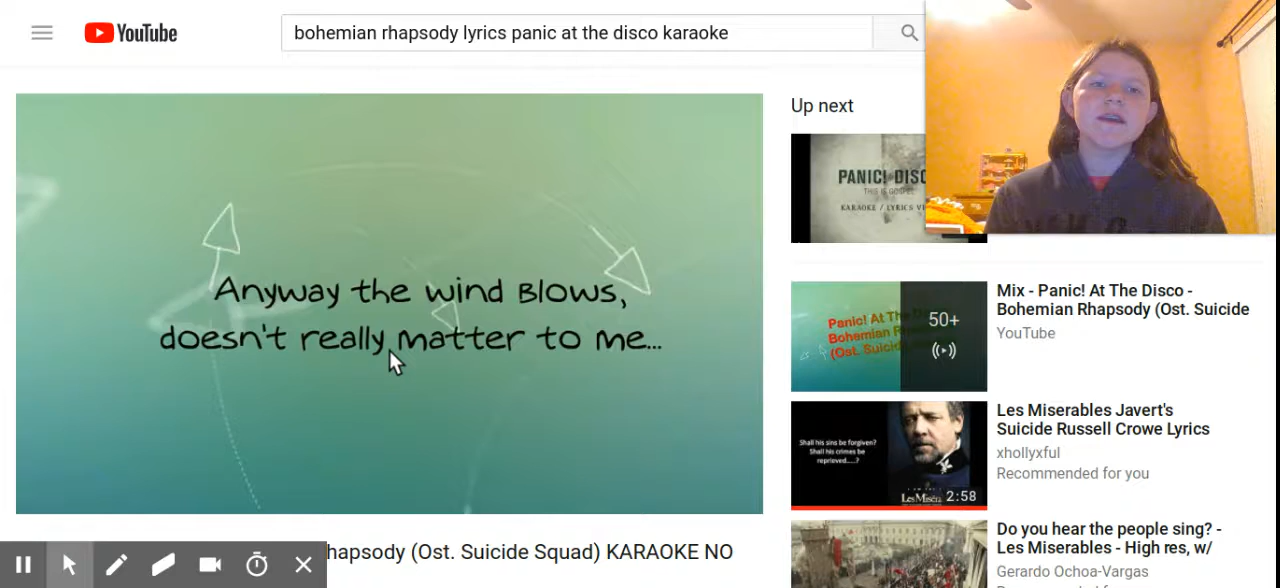 YouTube
bohemian rhapsody lyrics panic at the disco karaoke
Anyway the wind Blows,
doesn't really matter to me...
hapsody (Ost. Suicide Squad) KARAOKE NO
Up next
PANIC! DISC
THIS IS GOSPEL
KARAOKE / LYRICS VI
Panic! At The D
Bohemian R
(Ost. Suicid
50+
Mix - Panic! At The Disco -
Bohemian Rhapsody (Ost. Suicide
YouTube
Shall his sins be forgiven?
Shall his crimes be
reprieved.....?
Les Miséra
2:58
Les Miserables Javert's
Suicide Russell Crowe Lyrics
xhollyxful
Recommended for you
Do you hear the people sing? -
Les Miserables - High res, w/
Gerardo Ochoa-Vargas